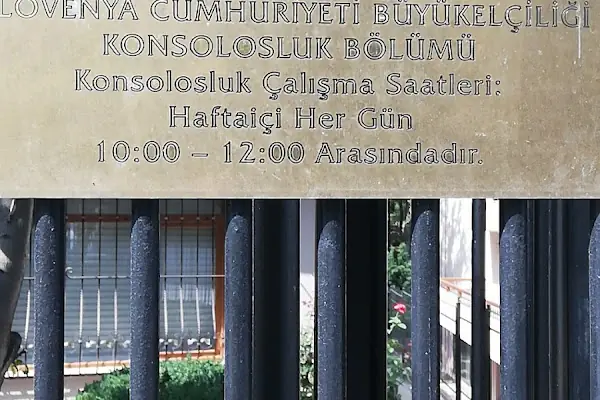 LOVENYA CUMHURİYETİ BÜYÜKELÇİLİĞİ
KONSOLOSLUK BÖLÜMÜ
Konsolosluk Çalışma Saatleri:
Haftaiçi Her Gün
10:00 – 12:00 Arasındadır.